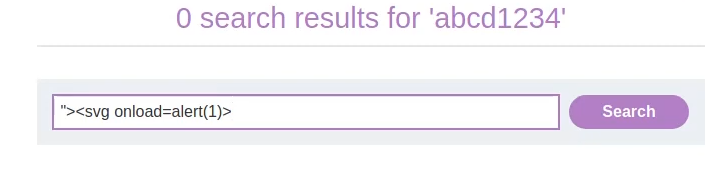 0 search results for 'abcd1234'
"><svg onload=alert(1)>
Search